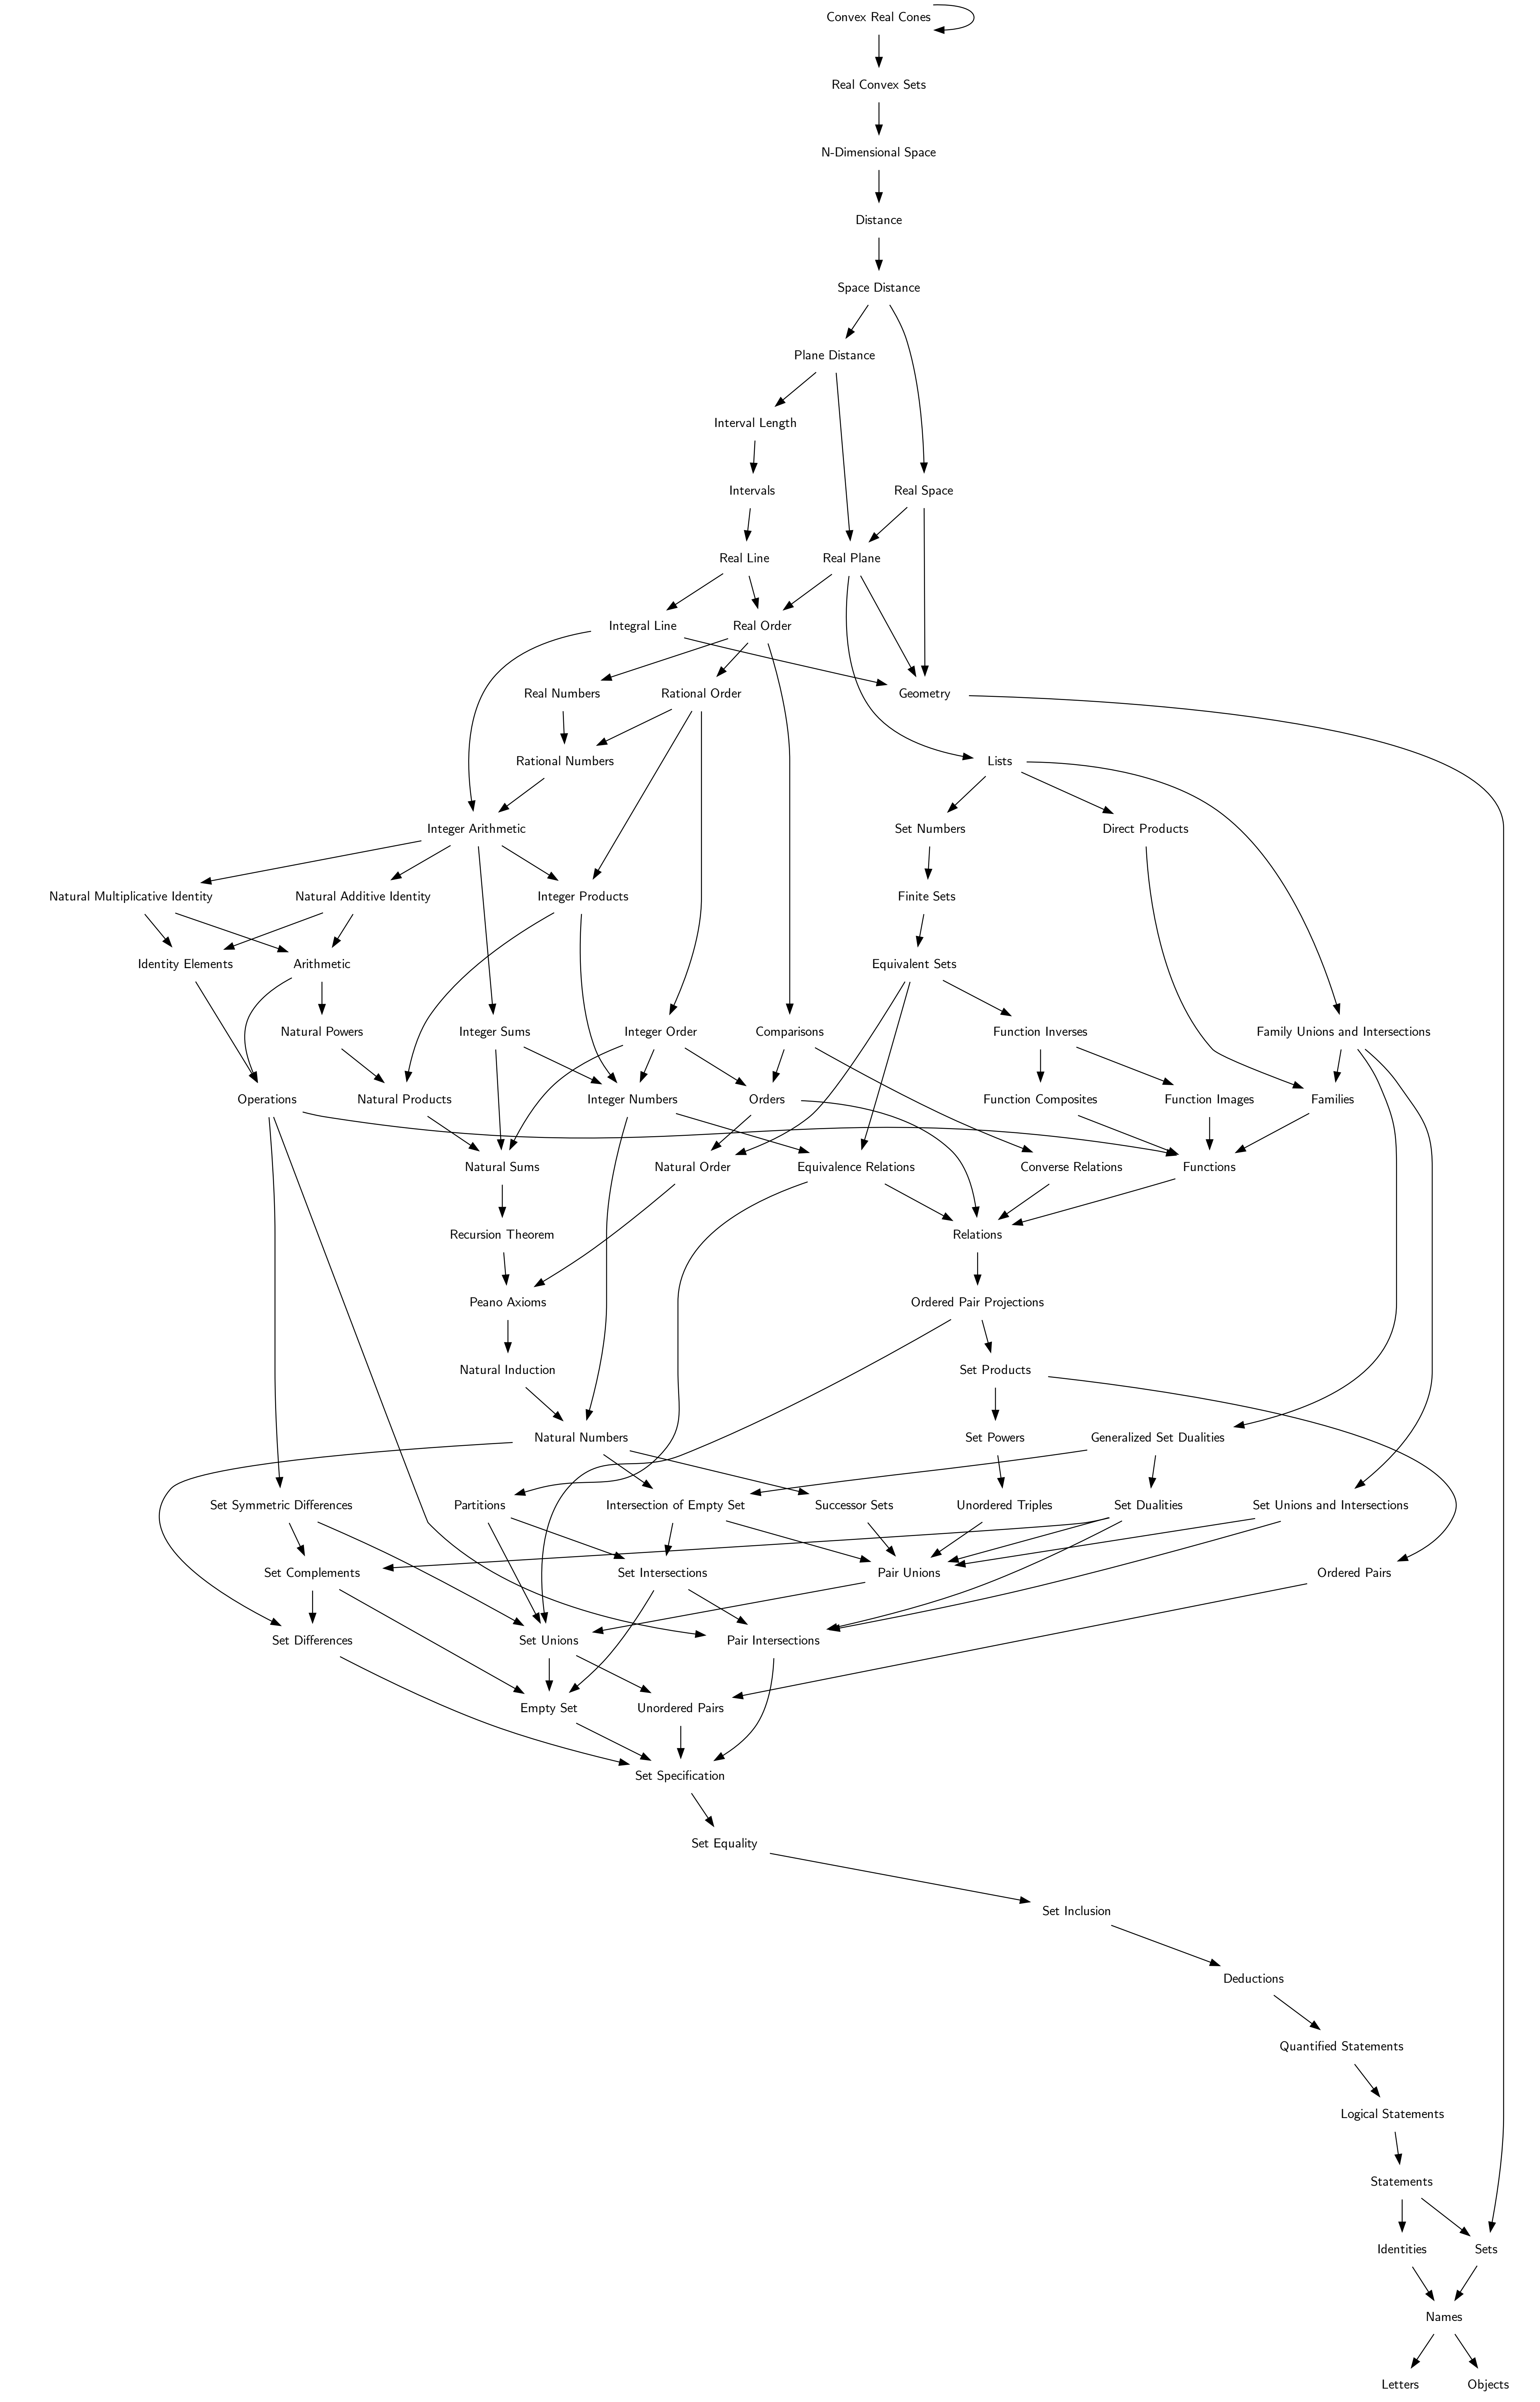 Convex Real Cones
Real Convex Sets
N-Dimensional Space
Distance
Space Distance
Plane Distance
Interval Length
Intervals
Real Space
Real Line
Real Plane
Integral Line
Real Order
Real Numbers
Rational Order
Geometry
Rational Numbers
Lists
Integer Arithmetic
Set Numbers
Direct Products
Natural Multiplicative Identity
Natural Additive Identity
Integer Products
Finite Sets
Identity Elements
Arithmetic
Equivalent Sets
Natural Powers
Integer Sums
Integer Order
Comparisons
Function Inverses
Family Unions and Intersections
Operations
Natural Products
Integer Numbers
Orders
Function Composites
Function Images
Families
Natural Sums
Natural Order
Equivalence Relations
Converse Relations
Functions
Recursion Theorem
Relations
Peano Axioms
Ordered Pair Projections
Natural Induction
Set Products
Natural Numbers
Set Powers
Generalized Set Dualities
Set Symmetric Differences
Partitions
Intersection of Empty Set
Successor Sets
Unordered Triples
Set Dualities
Set Unions and Intersections
Set Complements
Set Intersections
Pair Unions
Ordered Pairs
Set Differences
Set Unions
Pair Intersections
Empty Set
Unordered Pairs
Set Specification
Set Equality
Set Inclusion
Deductions
Quantified Statements
Logical Statements
Statements
Identities
Sets
Names
Letters
Objects